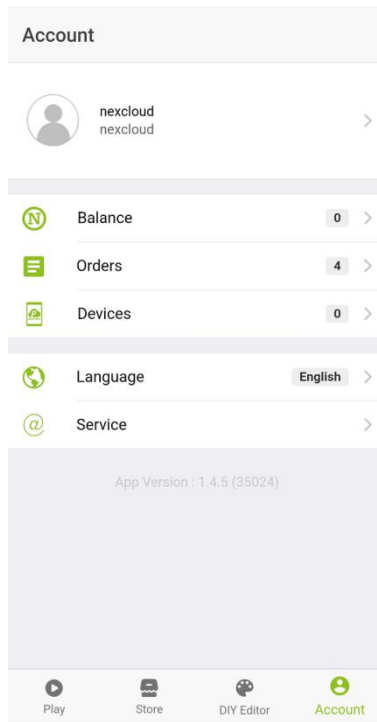 Account
nexcloud
nexcloud
N Balance 0
Orders 4
Devices 0
Language English
@ Service
App Version : 1.4.5 (35024)
Play Store DIY Editor Account